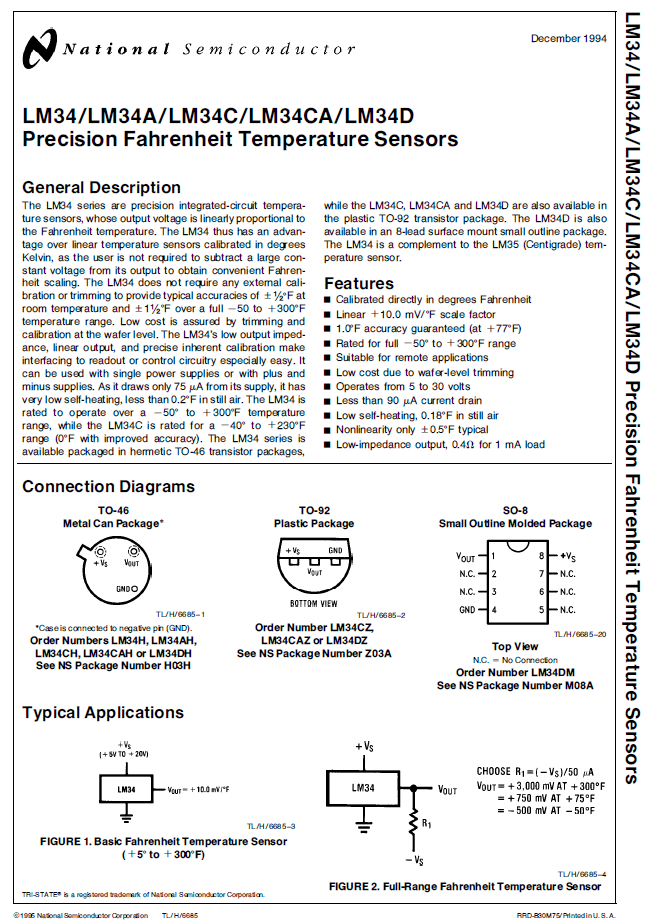 National Semiconductor
December 1994
LM34/LM34A/LM34C/LM34CA/LM34D
Precision Fahrenheit Temperature Sensors
General Description
The LM34 series are precision integrated-circuit tempera-
ture sensors, whose output voltage is linearly proportional to
the Fahrenheit temperature. The LM34 thus has an advan-
tage over linear temperature sensors calibrated in degrees
Kelvin, as the user is not required to subtract a large con-
stant voltage from its output to obtain convenient Fahren-
heit scaling. The LM34 does not require any external cali-
bration or trimming to provide typical accuracies of ±½°F at
room temperature and ±1½°F over a full −50 to +300°F
temperature range. Low cost is assured by trimming and
calibration at the wafer level. The LM34's low output imped-
ance, linear output, and precise inherent calibration make
interfacing to readout or control circuitry especially easy. It
can be used with single power supplies or with plus and
minus supplies. As it draws only 75 μA from its supply, it has
very low self-heating, less than 0.2°F in still air. The LM34 is
rated to operate over a −50° to +300°F temperature
range, while the LM34C is rated for a −40° to +230°F
range (0°F with improved accuracy). The LM34 series is
available packaged in hermetic TO-46 transistor packages,
while the LM34C, LM34CA and LM34D are also available in
the plastic TO-92 transistor package. The LM34D is also
available in an 8-lead surface mount small outline package.
The LM34 is a complement to the LM35 (Centigrade) tem-
perature sensor.
Features
■ Calibrated directly in degrees Fahrenheit
■ Linear +10.0 mV/°F scale factor
■ 1.0°F accuracy guaranteed (at +77°F)
■ Rated for full −50° to +300°F range
■ Suitable for remote applications
■ Low cost due to wafer-level trimming
■ Operates from 5 to 30 volts
■ Less than 90 μA current drain
■ Low self-heating, 0.18°F in still air
■ Nonlinearity only ±0.5°F typical
■ Low-impedance output, 0.4Ω for 1 mA load
Connection Diagrams
TO-46
Metal Can Package*
+VS VOUT
GND
TL/H/6685–1
*Case is connected to negative pin (GND).
Order Numbers LM34H, LM34AH,
LM34CH, LM34CAH or LM34DH
See NS Package Number H03H
TO-92
Plastic Package
+VS GND
VOUT
BOTTOM VIEW
TL/H/6685–2
Order Number LM34CZ,
LM34CAZ or LM34DZ
See NS Package Number Z03A
SO-8
Small Outline Molded Package
VOUT 1 8 +VS
N.C. 2 7 N.C.
N.C. 3 6 N.C.
GND 4 5 N.C.
TL/H/6685–20
Top View
N.C. = No Connection
Order Number LM34DM
See NS Package Number M08A
Typical Applications
+VS
(+5V TO +20V)
LM34
VOUT = +10.0 mV/°F
TL/H/6685–3
FIGURE 1. Basic Fahrenheit Temperature Sensor
(+5° to +300°F)
+VS
LM34
VOUT
R1
−VS
CHOOSE R1 = (−VS)/50 μA
VOUT = +3,000 mV AT +300°F
= +750 mV AT +75°F
= −500 mV AT −50°F
TL/H/6685–4
FIGURE 2. Full-Range Fahrenheit Temperature Sensor
TRI-STATE® is a registered trademark of National Semiconductor Corporation.
©1995 National Semiconductor Corporation TL/H/6685
RRD-B30M75/Printed in U. S. A.
LM34/LM34A/LM34C/LM34CA/LM34D Precision Fahrenheit Temperature Sensors